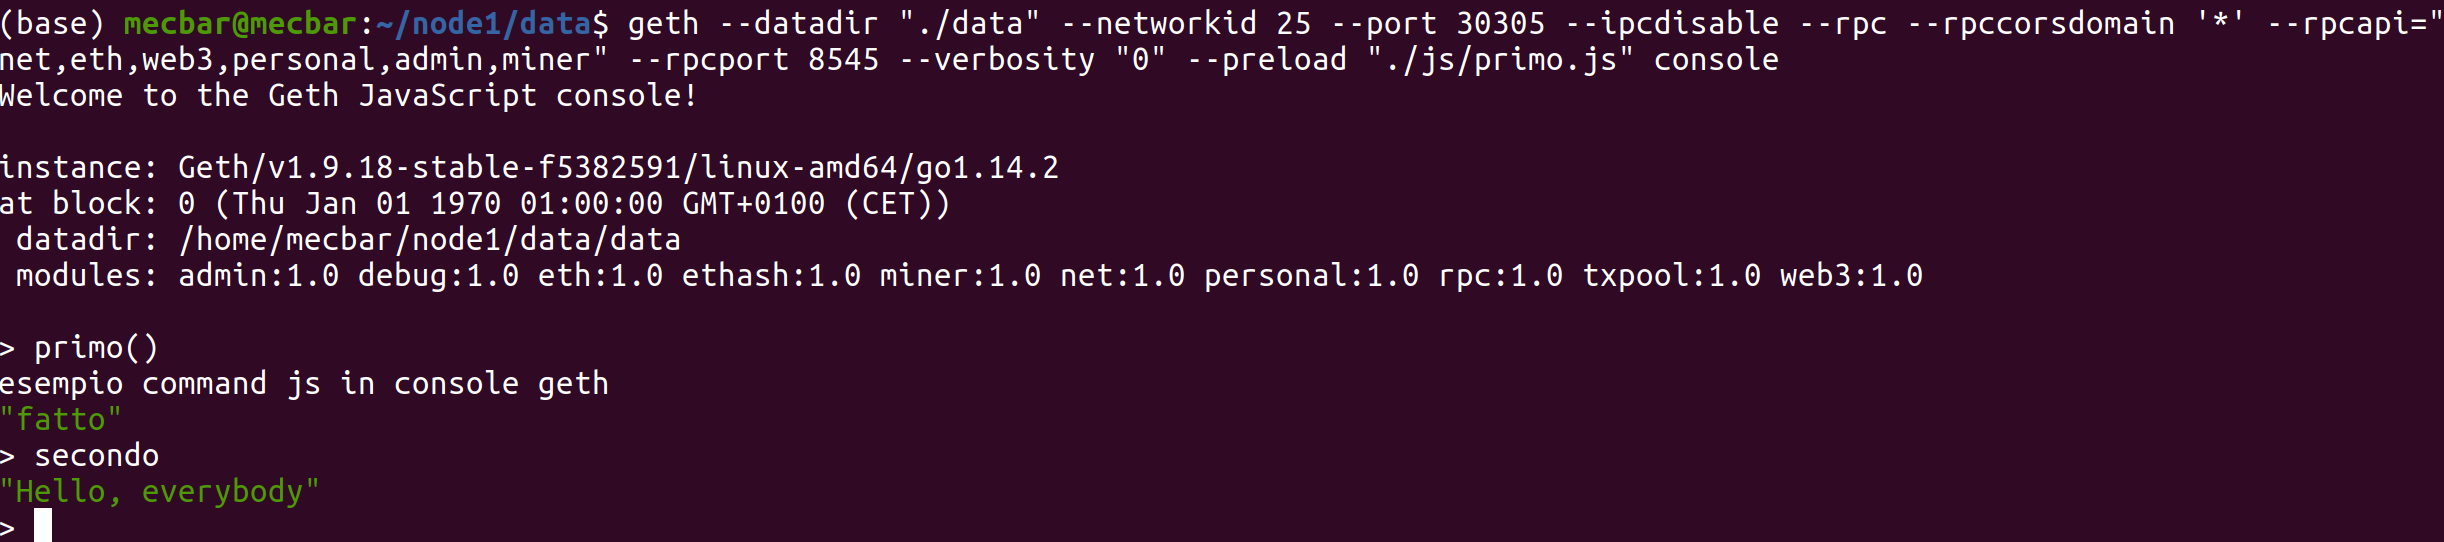 (base) mecbar@mecbar:~/node1/data$ geth --datadir "./data" --networkid 25 --port 30305 --ipcdisable --rpc --rpccorsdomain '*' --rpcapi="
net,eth,web3,personal,admin,miner" --rpcport 8545 --verbosity "0" --preload "./js/primo.js" console
Welcome to the Geth JavaScript console!

instance: Geth/v1.9.18-stable-f5382591/linux-amd64/go1.14.2
at block: 0 (Thu Jan 01 1970 01:00:00 GMT+0100 (CET))
 datadir: /home/mecbar/node1/data/data
 modules: admin:1.0 debug:1.0 eth:1.0 ethash:1.0 miner:1.0 net:1.0 personal:1.0 rpc:1.0 txpool:1.0 web3:1.0

> primo()
esempio command js in console geth
"fatto"
> secondo
"Hello, everybody"
>